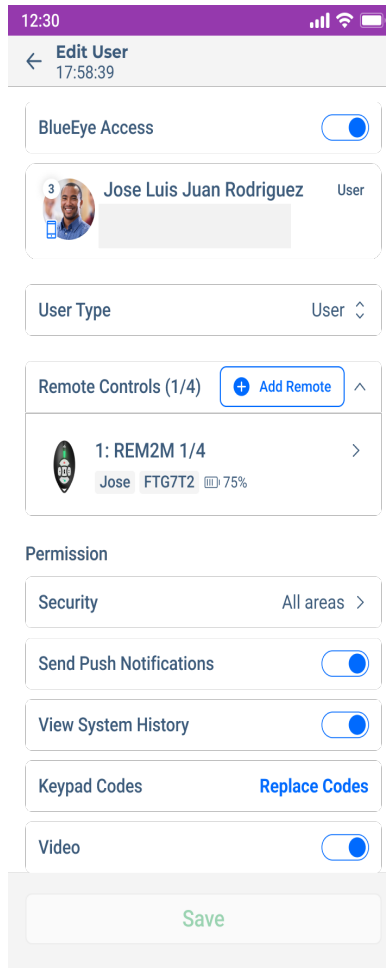 12:30
Edit User
17:58:39
BlueEye Access
3
Jose Luis Juan Rodriguez User
User Type User
Remote Controls (1/4) Add Remote
1: REM2M 1/4
Jose FTG7T2 75%
Permission
Security All areas
Send Push Notifications
View System History
Keypad Codes Replace Codes
Video
Save